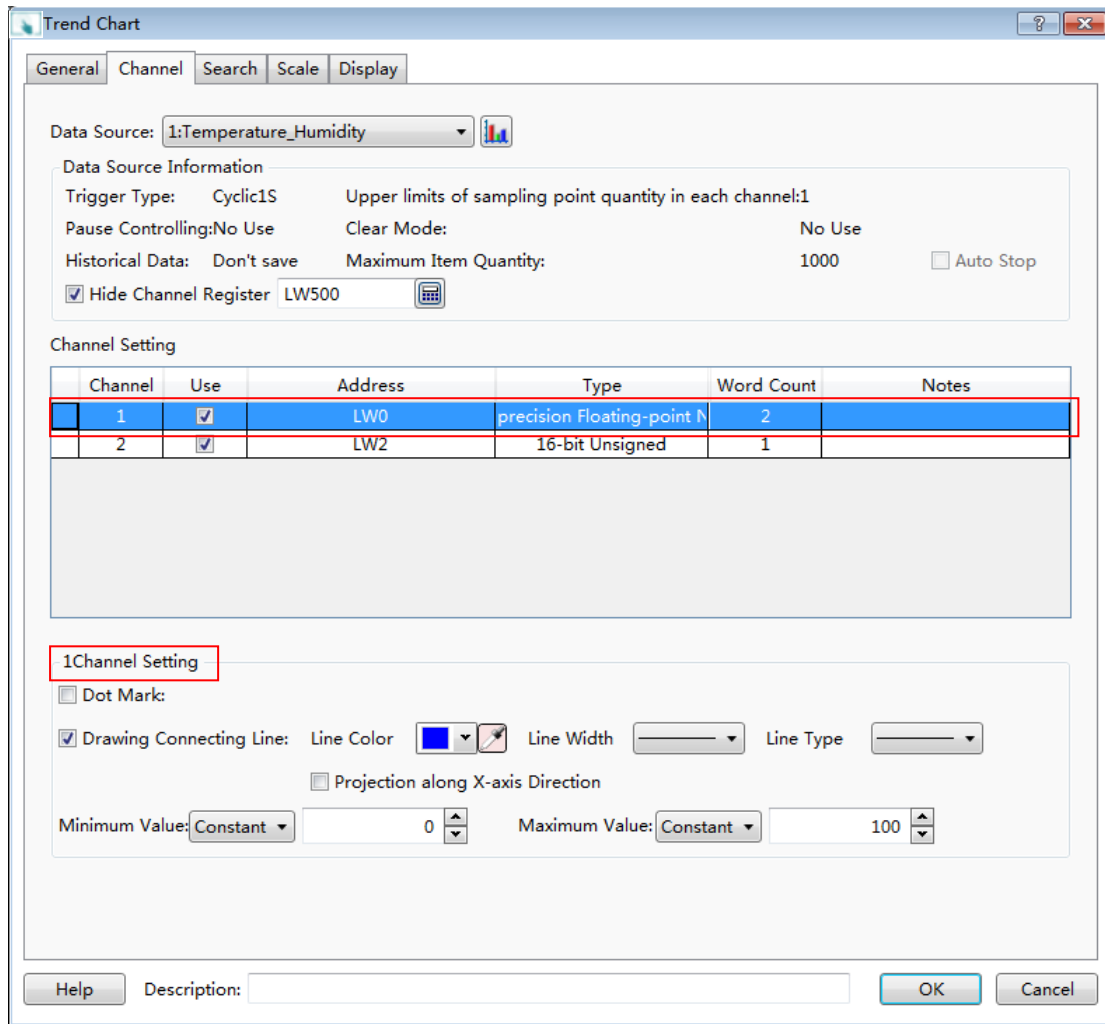 Trend Chart
General Channel Search Scale Display
Data Source: 1:Temperature_Humidity
Data Source Information
Trigger Type: Cyclic1S Upper limits of sampling point quantity in each channel:1
Pause Controlling:No Use Clear Mode: No Use
Historical Data: Don't save Maximum Item Quantity: 1000 Auto Stop
Hide Channel Register LW500
Channel Setting
Channel Use Address Type Word Count Notes
1 LW0 precision Floating-point N 2
2 LW2 16-bit Unsigned 1
1Channel Setting
Dot Mark:
Drawing Connecting Line: Line Color Line Width Line Type
Projection along X-axis Direction
Minimum Value: Constant 0 Maximum Value: Constant 100
Help Description: OK Cancel